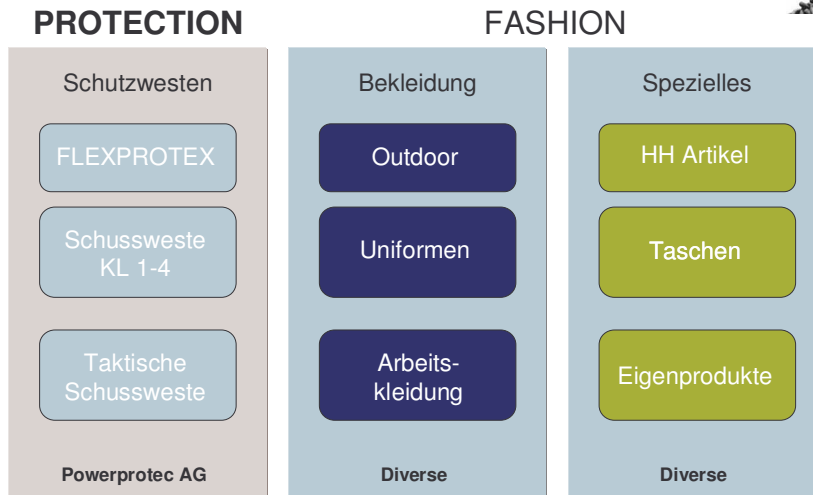 PROTECTION
FASHION
Schutzwesten
FLEXPROTEX
Schussweste
KL 1-4
Taktische
Schussweste
Powerprotec AG
Bekleidung
Outdoor
Uniformen
Arbeits-
kleidung
Diverse
Spezielles
HH Artikel
Taschen
Eigenprodukte
Diverse